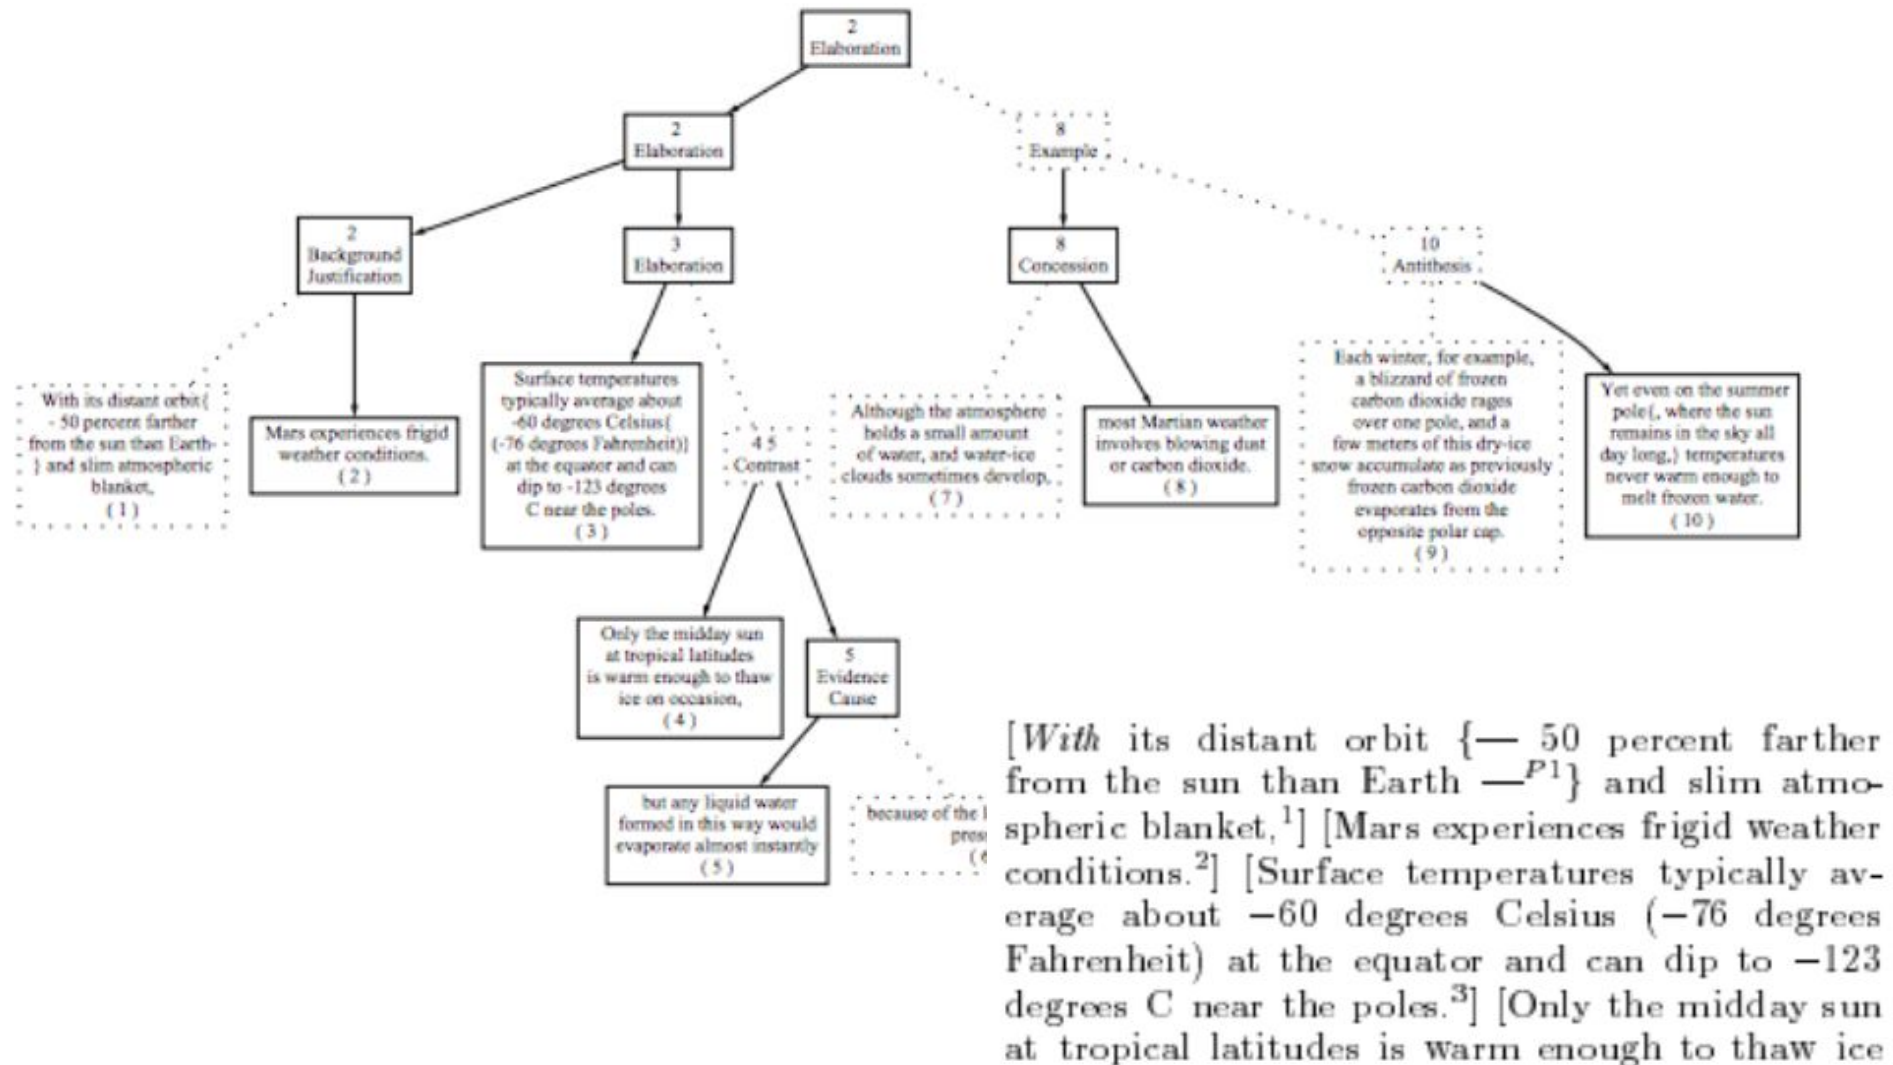 2
Elaboration
2
Elaboration
8
Example
2
Background
Justification
3
Elaboration
8
Concession
10
Antithesis
With its distant orbit{
- 50 percent farther
from the sun than Earth-
} and slim atmospheric
blanket,
( 1 )
Mars experiences frigid
weather conditions.
( 2 )
Surface temperatures
typically average about
-60 degrees Celsius{
(-76 degrees Fahrenheit)}
at the equator and can
dip to -123 degrees
C near the poles.
( 3 )
4 5
Contrast
Although the atmosphere
holds a small amount
of water, and water-ice
clouds sometimes develop,
( 7 )
most Martian weather
involves blowing dust
or carbon dioxide.
( 8 )
Each winter, for example,
a blizzard of frozen
carbon dioxide rages
over one pole, and a
few meters of this dry-ice
snow accumulate as previously
frozen carbon dioxide
evaporates from the
opposite polar cap.
( 9 )
Yet even on the summer
pole{, where the sun
remains in the sky all
day long,} temperatures
never warm enough to
melt frozen water.
( 10 )
Only the midday sun
at tropical latitudes
is warm enough to thaw
ice on occasion,
( 4 )
5
Evidence
Cause
but any liquid water
formed in this way would
evaporate almost instantly
( 5 )
because of the
[With its distant orbit {— 50 percent farther
from the sun than Earth —P1} and slim atmo-
spheric blanket,1] [Mars experiences frigid weather
conditions.2] [Surface temperatures typically av-
erage about −60 degrees Celsius (−76 degrees
Fahrenheit) at the equator and can dip to −123
degrees C near the poles.3] [Only the midday sun
at tropical latitudes is warm enough to thaw ice